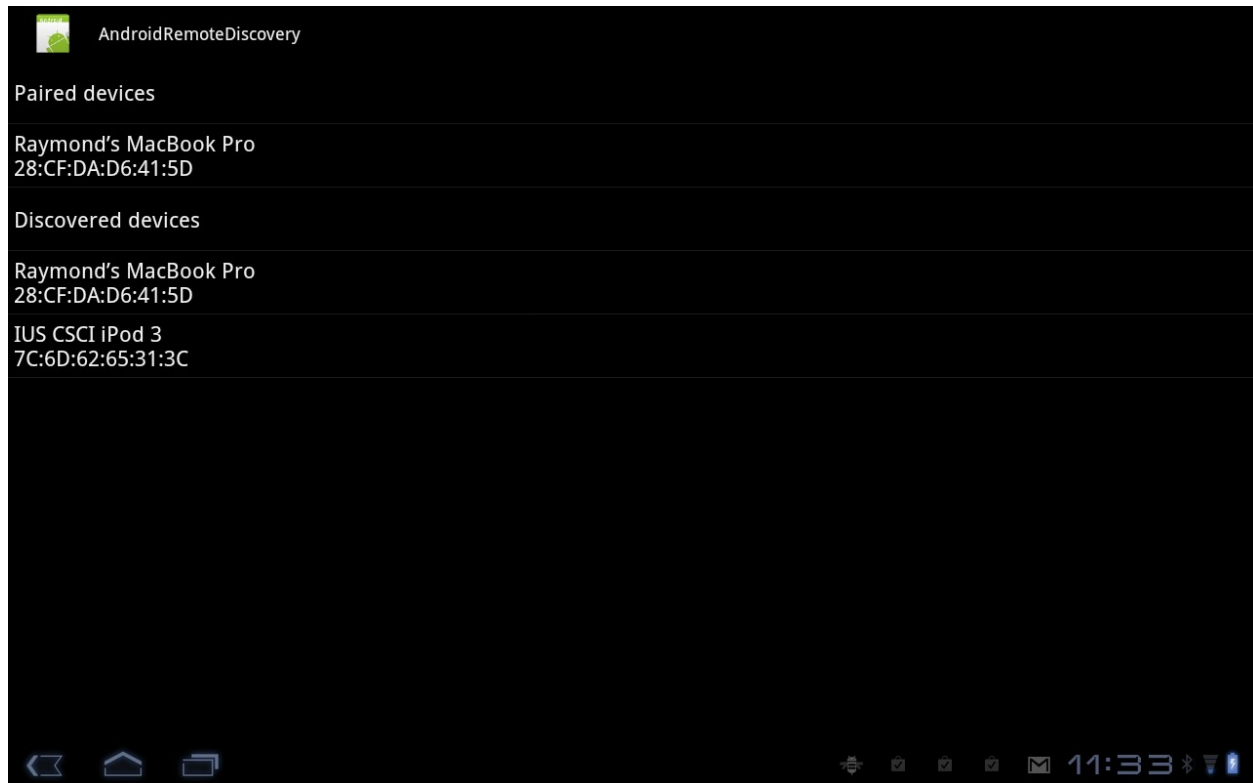 AndroidRemoteDiscovery
Paired devices
Raymond’s MacBook Pro
28:CF:DA:D6:41:5D
Discovered devices
Raymond’s MacBook Pro
28:CF:DA:D6:41:5D
IUS CSCI iPod 3
7C:6D:62:65:31:3C
11:33